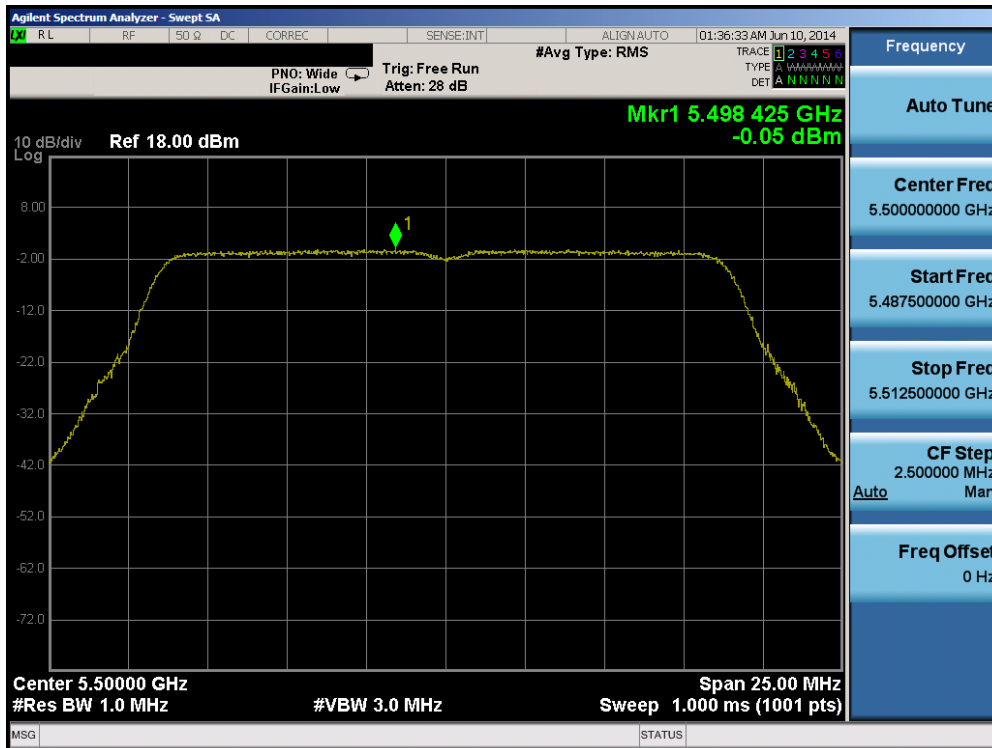 Agilent Spectrum Analyzer - Swept SA
LXI RL RF 50 Ω DC CORREC SENSE:INT ALIGN AUTO 01:36:33 AM Jun 10, 2014
#Avg Type: RMS TRACE 1 2 3 4 5 6
PNO: Wide Trig: Free Run TYPE A WWWWW
IFGain:Low Atten: 28 dB DET A N N N N N
Mkr1 5.498 425 GHz
10 dB/div Ref 18.00 dBm -0.05 dBm
Log
1
8.00
-2.00
-12.0
-22.0
-32.0
-42.0
-52.0
-62.0
-72.0
Center 5.50000 GHz Span 25.00 MHz
#Res BW 1.0 MHz #VBW 3.0 MHz Sweep 1.000 ms (1001 pts)
MSG STATUS
Frequency
Auto Tune
Center Freq
5.500000000 GHz
Start Freq
5.487500000 GHz
Stop Freq
5.512500000 GHz
CF Step
2.500000 MHz
Auto Man
Freq Offset
0 Hz